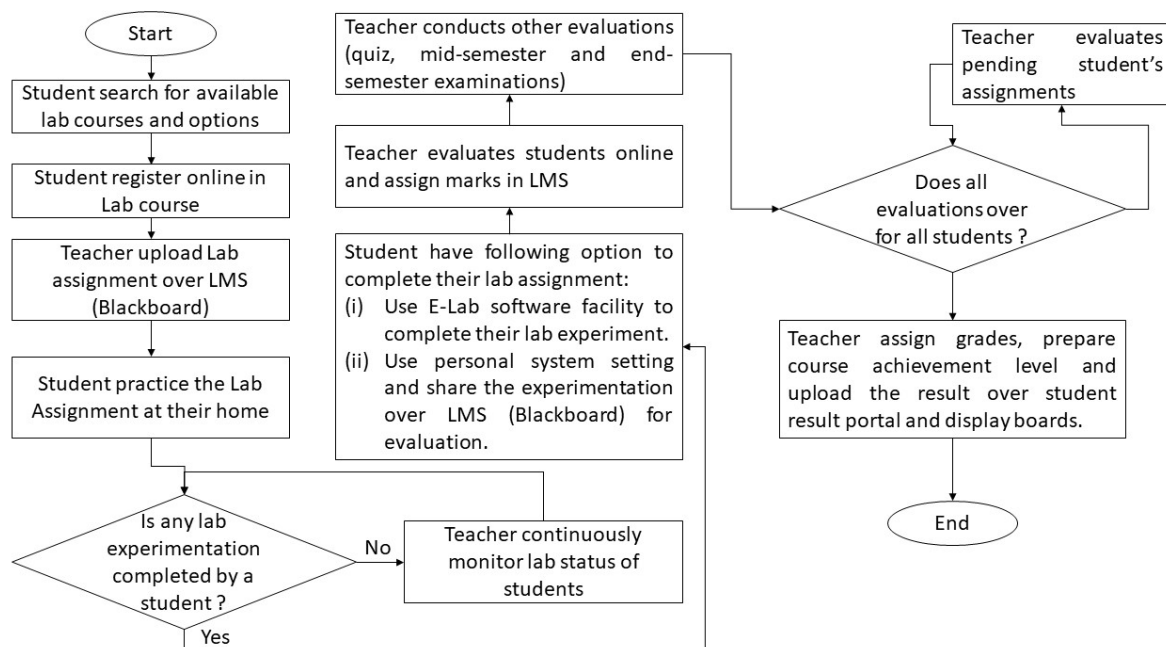 Start
Student search for available
lab courses and options
Student register online in
Lab course
Teacher upload Lab
assignment over LMS
(Blackboard)
Student practice the Lab
Assignment at their home
Is any lab
experimentation
completed by a
student ?
No
Teacher continuously
monitor lab status of
students
Yes
Student have following option to
complete their lab assignment:
(i) Use E-Lab software facility to
complete their lab experiment.
(ii) Use personal system setting
and share the experimentation
over LMS (Blackboard) for
evaluation.
Teacher evaluates students online
and assign marks in LMS
Teacher conducts other evaluations
(quiz, mid-semester and end-
semester examinations)
Does all
evaluations over
for all students ?
Teacher evaluates
pending student’s
assignments
Teacher assign grades, prepare
course achievement level and
upload the result over student
result portal and display boards.
End